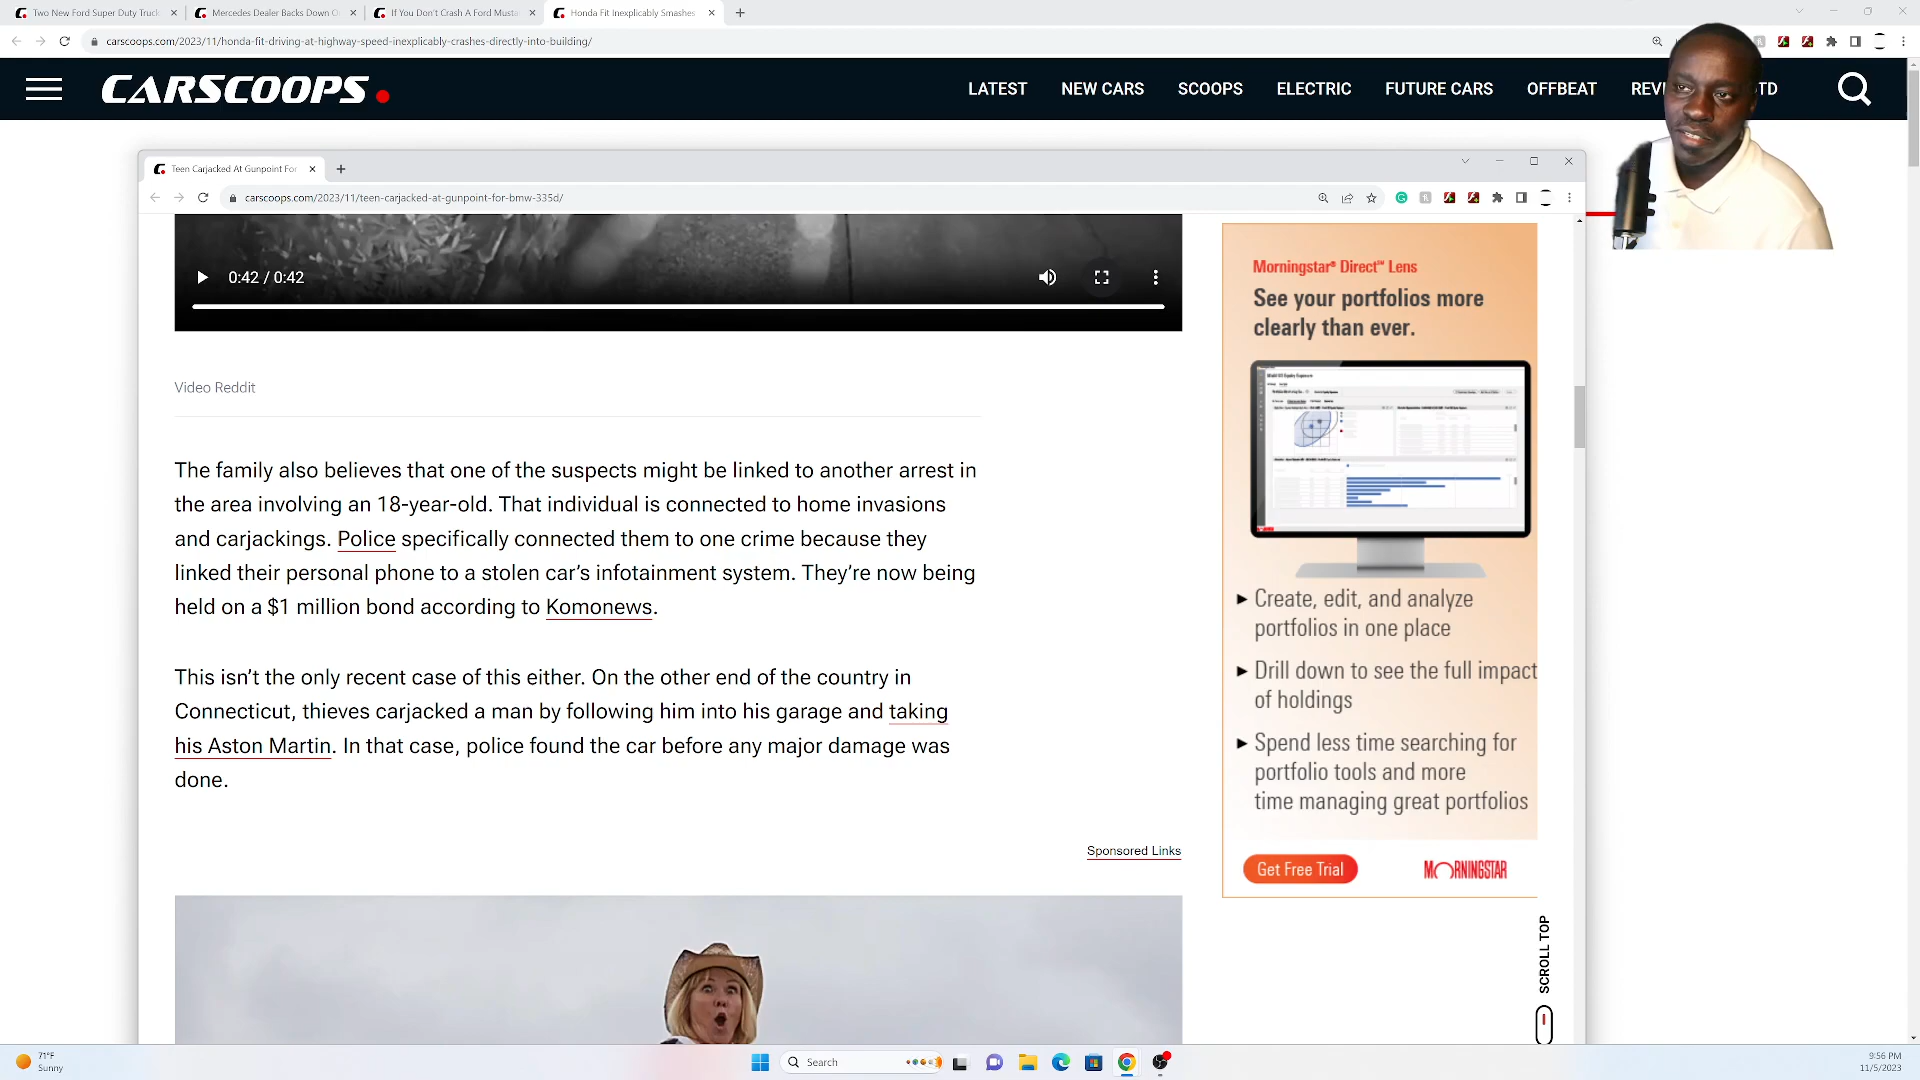 Two New Ford Super Duty Truck
Mercedes Dealer Backs Down O
If You Don't Crash A Ford Musta
Honda Fit Inexplicably Smashes
carscoops.com/2023/11/honda-fit-driving-at-highway-speed-inexplicably-crashes-directly-into-building/
CARSCOOPS.
LATEST
NEW CARS
SCOOPS
ELECTRIC
FUTURE CARS
OFFBEAT
REV
TD
Teen Carjacked At Gunpoint For
carscoops.com/2023/11/teen-carjacked-at-gunpoint-for-bmw-335d/
0:42 / 0:42
Video Reddit
The family also believes that one of the suspects might be linked to another arrest in
the area involving an 18-year-old. That individual is connected to home invasions
and carjackings. Police specifically connected them to one crime because they
linked their personal phone to a stolen car’s infotainment system. They’re now being
held on a $1 million bond according to Komonews.
This isn’t the only recent case of this either. On the other end of the country in
Connecticut, thieves carjacked a man by following him into his garage and taking
his Aston Martin. In that case, police found the car before any major damage was
done.
Sponsored Links
Morningstar® Direct℠ Lens
See your portfolios more
clearly than ever.
▸ Create, edit, and analyze
portfolios in one place
▸ Drill down to see the full impact
of holdings
▸ Spend less time searching for
portfolio tools and more
time managing great portfolios
Get Free Trial
MORNINGSTAR
SCROLL TOP
71°F
Sunny
Search
9:56 PM
11/5/2023